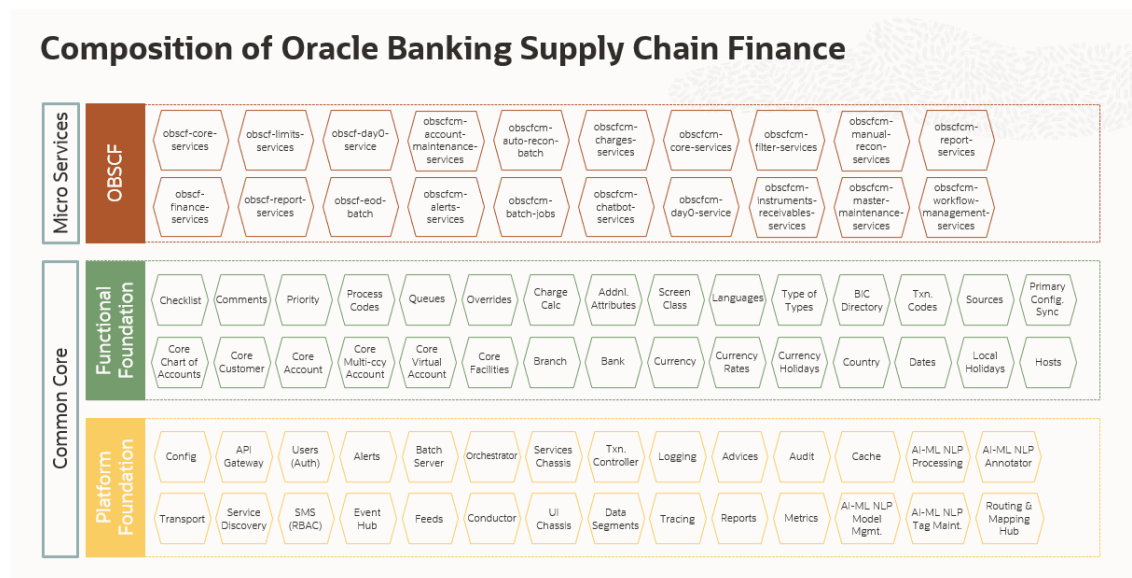 Composition of Oracle Banking Supply Chain Finance
Micro Services
OBSCF
obscf-core-
services
obscf-limits-
services
obscf-day0-
service
obscfcm-
account-
maintenance-
services
obscfcm-
auto-recon-
batch
obscfcm-
charges-
services
obscfcm-
core-services
obscfcm-
filter-services
obscfcm-
manual-
recon-
services
obscfcm-
report-
services
obscf-
finance-
services
obscf-report-
services
obscf-eod-
batch
obscfcm-
alerts-
services
obscfcm-
batch-jobs
obscfcm-
chatbot-
services
obscfcm-
day0-service
obscfcm-
instruments-
receivables-
services
obscfcm-
master-
maintenance-
services
obscfcm-
workflow-
management-
services
Common Core
Functional
Foundation
Checklist
Comments
Priority
Process
Codes
Queues
Overrides
Charge
Calc
Addnl.
Attributes
Screen
Class
Languages
Type of
Types
BIC
Directory
Txn.
Codes
Sources
Primary
Config.
Sync
Core
Chart of
Accounts
Core
Customer
Core
Account
Core
Multi-ccy
Account
Core
Virtual
Account
Core
Facilities
Branch
Bank
Currency
Currency
Rates
Currency
Holidays
Country
Dates
Local
Holidays
Hosts
Platform
Foundation
Config
API
Gateway
Users
(Auth)
Alerts
Batch
Server
Orchestrator
Services
Chassis
Txn.
Controller
Logging
Advices
Audit
Cache
AI-ML NLP
Processing
AI-ML NLP
Annotator
Transport
Service
Discovery
SMS
(RBAC)
Event
Hub
Feeds
Conductor
UI
Chassis
Data
Segments
Tracing
Reports
Metrics
AI-ML NLP
Model
Mgmt.
AI-ML NLP
Tag Maint.
Routing &
Mapping
Hub